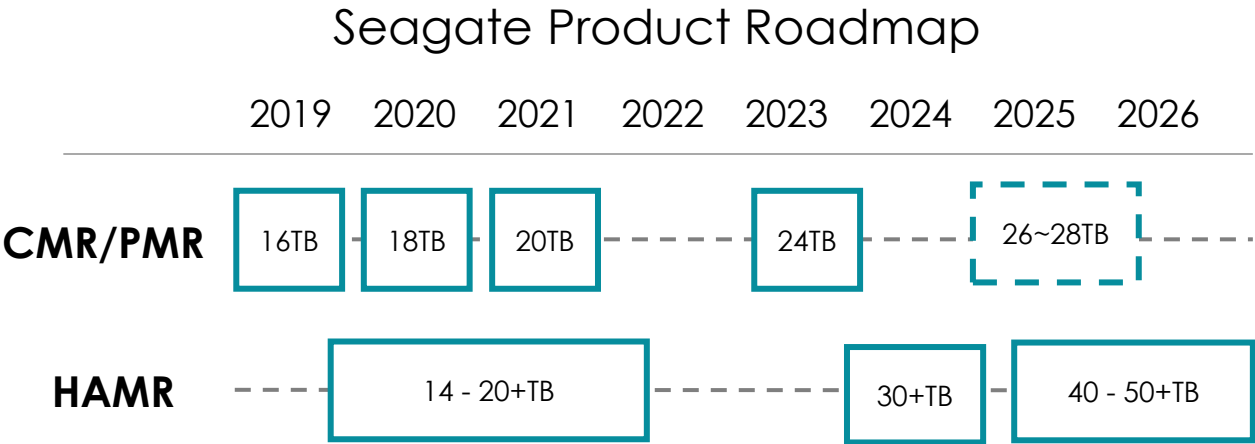 Seagate Product Roadmap
2019 2020 2021 2022 2023 2024 2025 2026
CMR/PMR 16TB 18TB 20TB 24TB 26~28TB
HAMR 14 - 20+TB 30+TB 40 - 50+TB